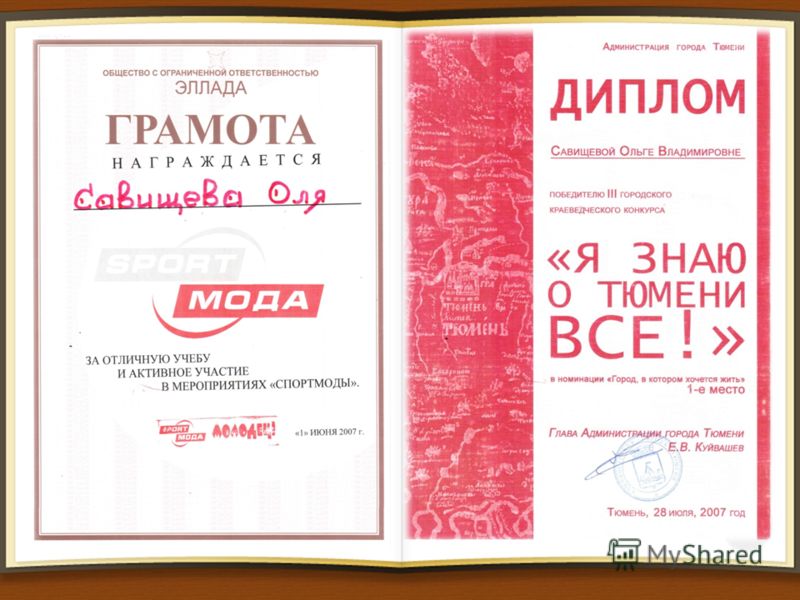 ОБЩЕСТВО С ОГРАНИЧЕННОЙ ОТВЕТСТВЕННОСТЬЮ
ЭЛЛАДА
ГРАМОТА
НАГРАЖДАЕТСЯ
Савищева Оля
SPORT
МОДА
ЗА ОТЛИЧНУЮ УЧЕБУ
И АКТИВНОЕ УЧАСТИЕ
В МЕРОПРИЯТИЯХ «СПОРТМОДЫ».
SPORT
МОДА
МОЛОДЕЦ!
«1» ИЮНЯ 2007 г.
АДМИНИСТРАЦИЯ ГОРОДА ТЮМЕНИ
ДИПЛОМ
САВИЩЕВОЙ ОЛЬГЕ ВЛАДИМИРОВНЕ
ПОБЕДИТЕЛЮ III ГОРОДСКОГО
КРАЕВЕДЧЕСКОГО КОНКУРСА
«Я ЗНАЮ
О ТЮМЕНИ
ВСЕ!»
в номинации «Город, в котором хочется жить»
1-е место
ГЛАВА АДМИНИСТРАЦИИ ГОРОДА ТЮМЕНИ
Е.В. КУЙВАШЕВ
ТЮМЕНЬ, 28 ИЮЛЯ, 2007 ГОД
ТЮМЕНЬ
MyShared